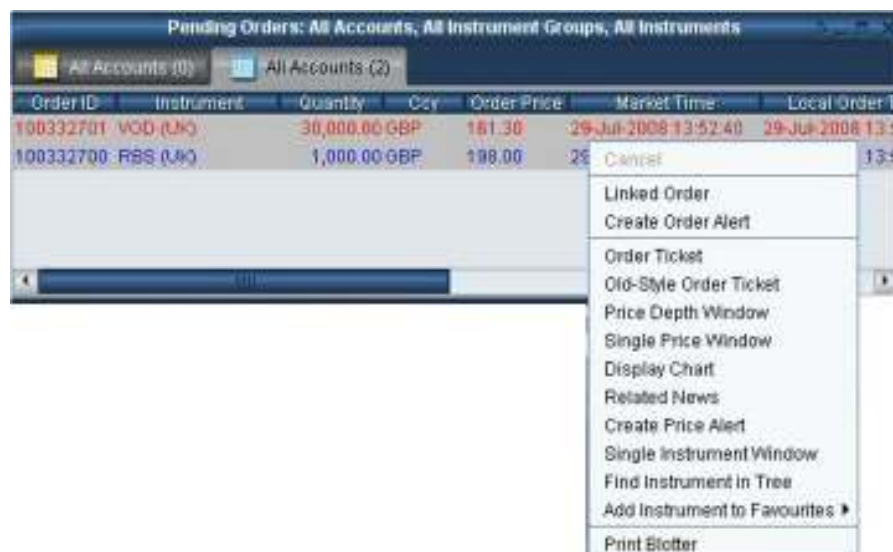 Pending Orders: All Accounts, All Instrument Groups, All Instruments
All Accounts (0) All Accounts (2)
Order ID Instrument Quantity Ccy Order Price Market Time Local Order
100332701 VOD (UK) 30,000.00 GBP 161.30 29-Jul-2008 13:52:40 29-Jul-2008 13:
100332700 RBS (UK) 1,000.00 GBP 198.00 29
Cancel
Linked Order
Create Order Alert
Order Ticket
Old-Style Order Ticket
Price Depth Window
Single Price Window
Display Chart
Related News
Create Price Alert
Single Instrument Window
Find Instrument in Tree
Add Instrument to Favourites
Print Blotter